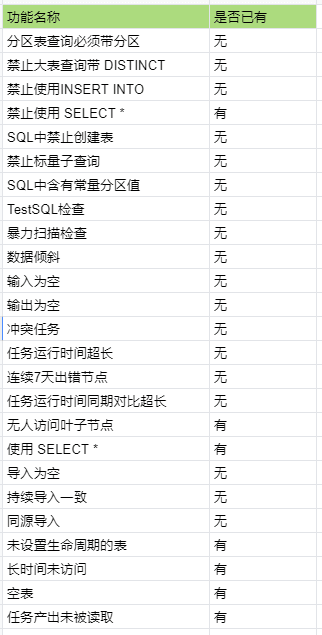 功能名称 是否已有
分区表查询必须带分区 无
禁止大表查询带 DISTINCT 无
禁止使用INSERT INTO 无
禁止使用 SELECT * 有
SQL中禁止创建表 无
禁止标量子查询 无
SQL中含有常量分区值 无
TestSQL检查 无
暴力扫描检查 无
数据倾斜 无
输入为空 无
输出为空 无
冲突任务 无
任务运行时间超长 无
连续7天出错节点 无
任务运行时间同期对比超长 无
无人访问叶子节点 有
使用 SELECT * 有
导入为空 无
持续导入一致 无
同源导入 无
未设置生命周期的表 有
长时间未访问 有
空表 有
任务产出未被读取 有